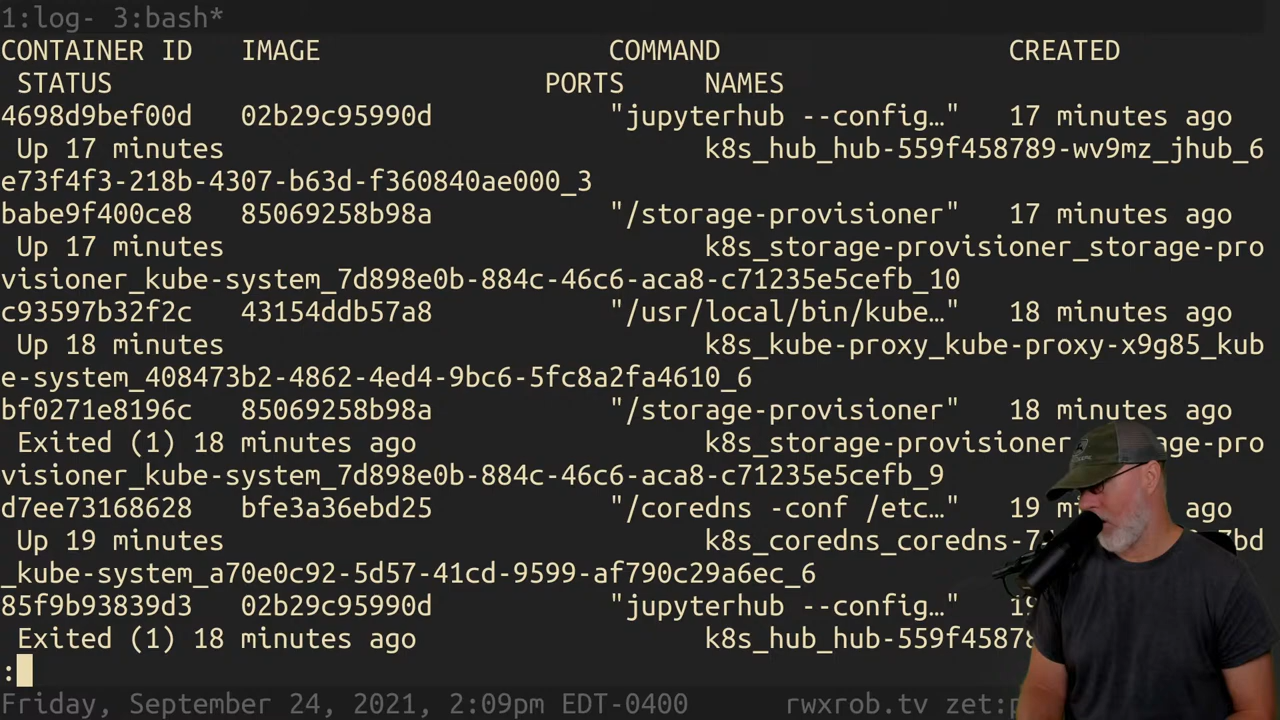 1:log- 3:bash*
CONTAINER ID IMAGE COMMAND CREATED
STATUS PORTS NAMES
4698d9bef00d 02b29c95990d "jupyterhub --config…" 17 minutes ago
Up 17 minutes k8s_hub_hub-559f458789-wv9mz_jhub_6
e73f4f3-218b-4307-b63d-f360840ae000_3
babe9f400ce8 85069258b98a "/storage-provisioner" 17 minutes ago
Up 17 minutes k8s_storage-provisioner_storage-pro
visioner_kube-system_7d898e0b-884c-46c6-aca8-c71235e5cefb_10
c93597b32f2c 43154ddb57a8 "/usr/local/bin/kube…" 18 minutes ago
Up 18 minutes k8s_kube-proxy_kube-proxy-x9g85_kub
e-system_408473b2-4862-4ed4-9bc6-5fc8a2fa4610_6
bf0271e8196c 85069258b98a "/storage-provisioner" 18 minutes ago
Exited (1) 18 minutes ago k8s_storage-provisioner
visioner_kube-system_7d898e0b-884c-46c6-aca8-c71235e5cefb_9
d7ee73168628 bfe3a36ebd25 "/coredns -conf /etc…" 19 ago
Up 19 minutes k8s_coredns_coredns-
_kube-system_a70e0c92-5d57-41cd-9599-af790c29a6ec_6
85f9b93839d3 02b29c95990d "jupyterhub --config…"
Exited (1) 18 minutes ago
:
Friday, September 24, 2021, 2:09pm EDT-0400 rwxrob.tv